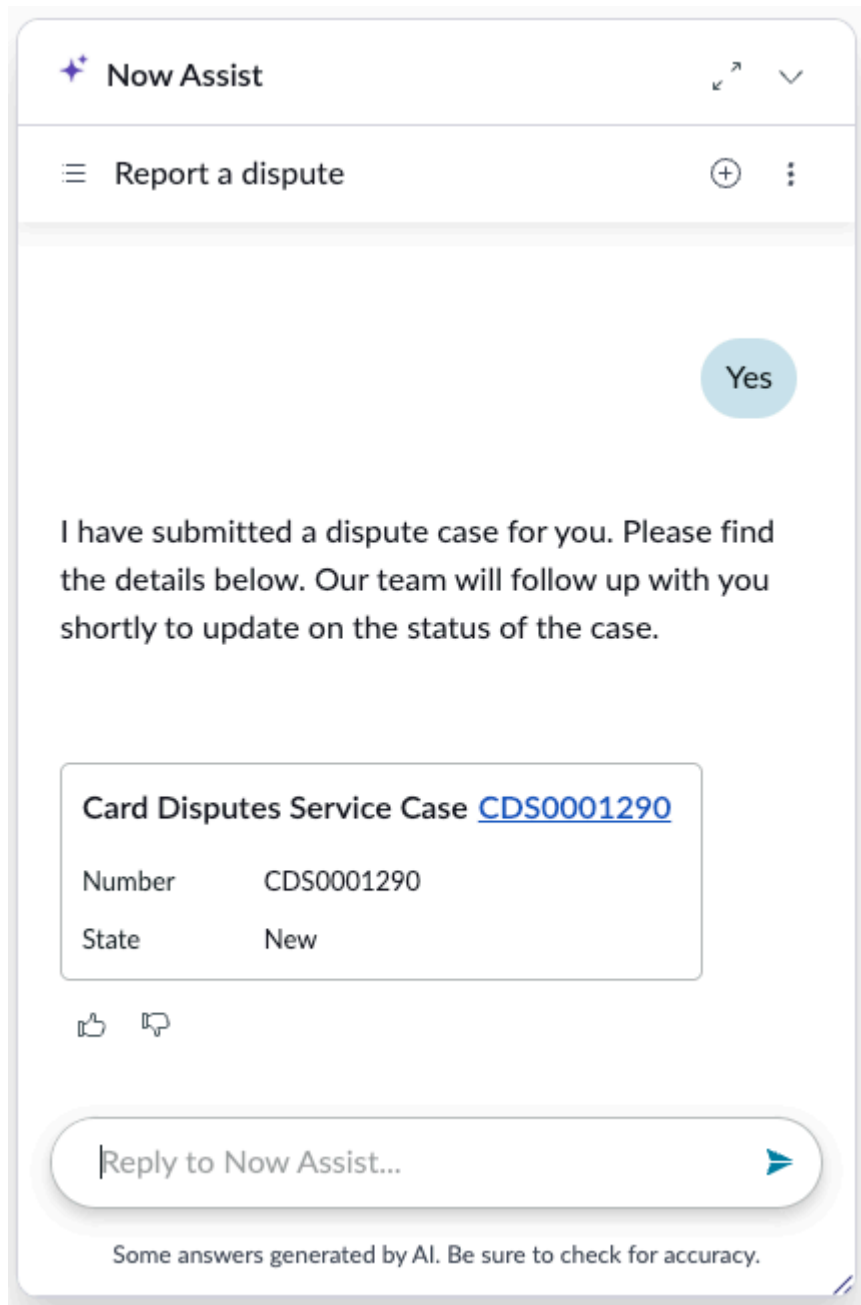 Now Assist
Report a dispute
Yes
I have submitted a dispute case for you. Please find
the details below. Our team will follow up with you
shortly to update on the status of the case.
Card Disputes Service Case CDS0001290
Number CDS0001290
State New
Reply to Now Assist...
Some answers generated by AI. Be sure to check for accuracy.